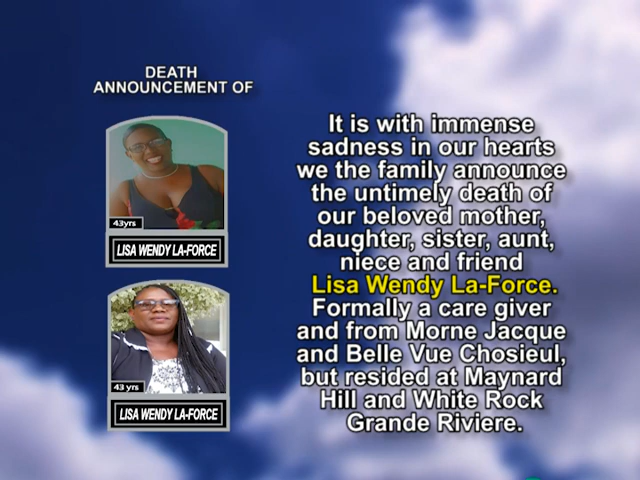 DEATH
ANNOUNCEMENT OF
43yrs
LISA WENDY LA-FORCE
43 yrs
LISA WENDY LA-FORCE
It is with immense
sadness in our hearts
we the family announce
the untimely death of
our beloved mother,
daughter, sister, aunt,
niece and friend
Lisa Wendy La-Force.
Formally a care giver
and from Morne Jacque
and Belle Vue Chosieul,
but resided at Maynard
Hill and White Rock
Grande Riviere.